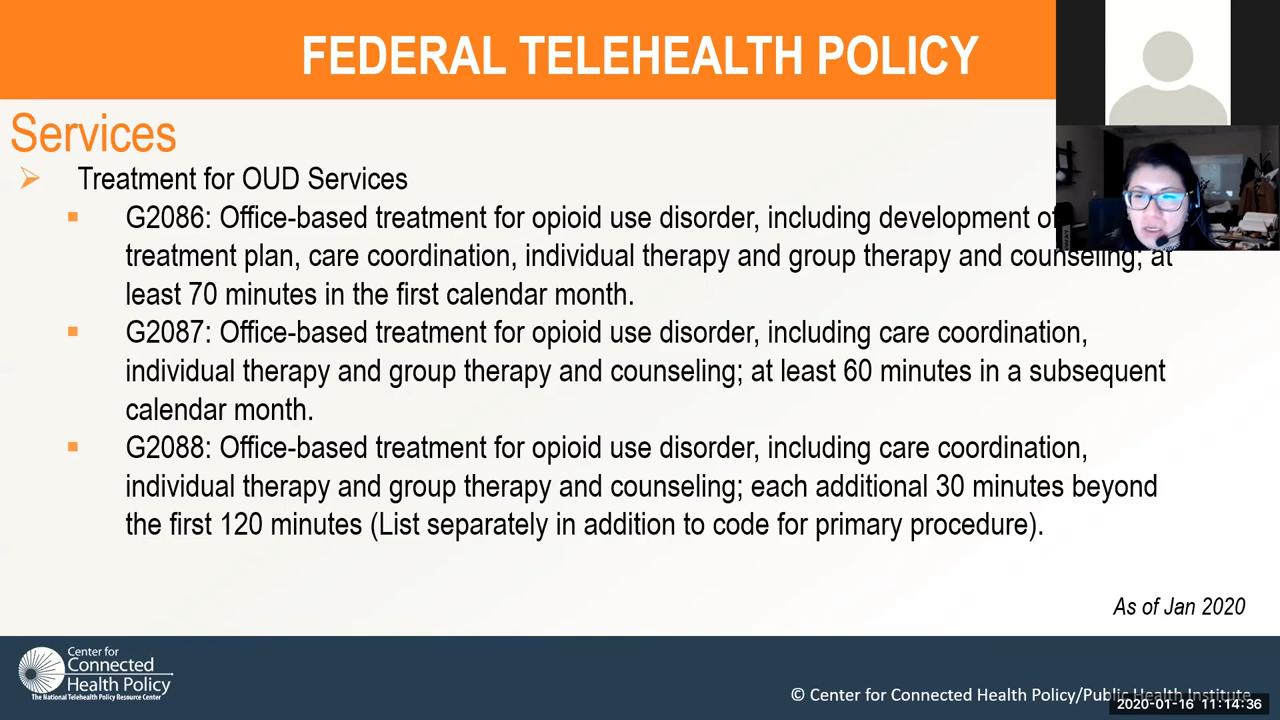 FEDERAL TELEHEALTH POLICY
Services
Treatment for OUD Services
G2086: Office-based treatment for opioid use disorder, including development of
treatment plan, care coordination, individual therapy and group therapy and counseling; at
least 70 minutes in the first calendar month.
G2087: Office-based treatment for opioid use disorder, including care coordination,
individual therapy and group therapy and counseling; at least 60 minutes in a subsequent
calendar month.
G2088: Office-based treatment for opioid use disorder, including care coordination,
individual therapy and group therapy and counseling; each additional 30 minutes beyond
the first 120 minutes (List separately in addition to code for primary procedure).
As of Jan 2020
Center for
Connected
Health Policy
The National Telehealth Policy Resource Center
© Center for Connected Health Policy/Public Health Institute
2020-01-16 11:14:36